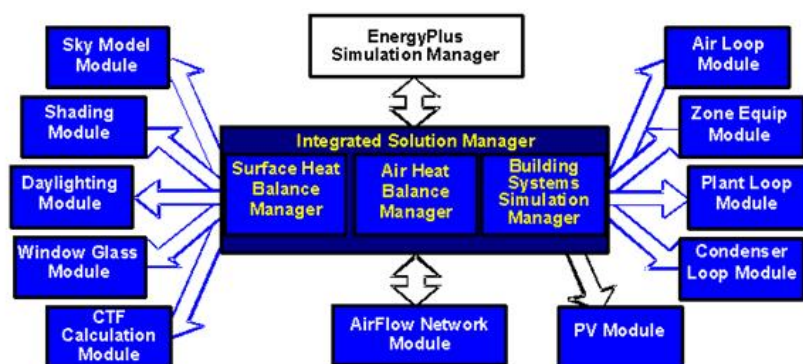 EnergyPlus
Simulation Manager
Sky Model
Module
Shading
Module
Daylighting
Module
Window Glass
Module
CTF
Calculation
Module
Integrated Solution Manager
Surface Heat
Balance
Manager
Air Heat
Balance
Manager
Building
Systems
Simulation
Manager
AirFlow Network
Module
PV Module
Air Loop
Module
Zone Equip
Module
Plant Loop
Module
Condenser
Loop Module